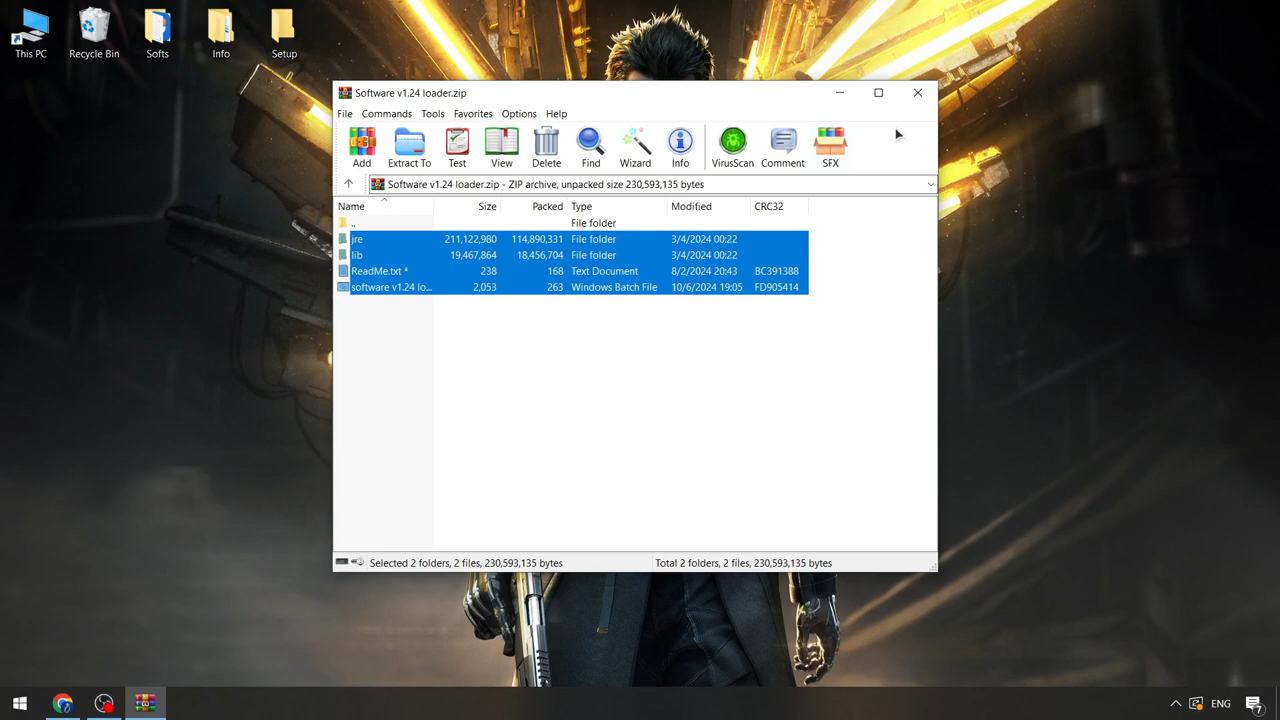 This PC
Recycle Bin
Softs
Info
Setup
Software v1.24 loader.zip
File Commands Tools Favorites Options Help
Add Extract To Test View Delete Find Wizard Info VirusScan Comment SFX
Software v1.24 loader.zip - ZIP archive, unpacked size 230,593,135 bytes
Name Size Packed Type Modified CRC32
.. File folder
jre 211,122,980 114,890,331 File folder 3/4/2024 00:22
lib 19,467,864 18,456,704 File folder 3/4/2024 00:22
ReadMe.txt * 238 168 Text Document 8/2/2024 20:43 BC391388
software v1.24 lo... 2,053 263 Windows Batch File 10/6/2024 19:05 FD905414
Selected 2 folders, 2 files, 230,593,135 bytes
Total 2 folders, 2 files, 230,593,135 bytes
ENG
7